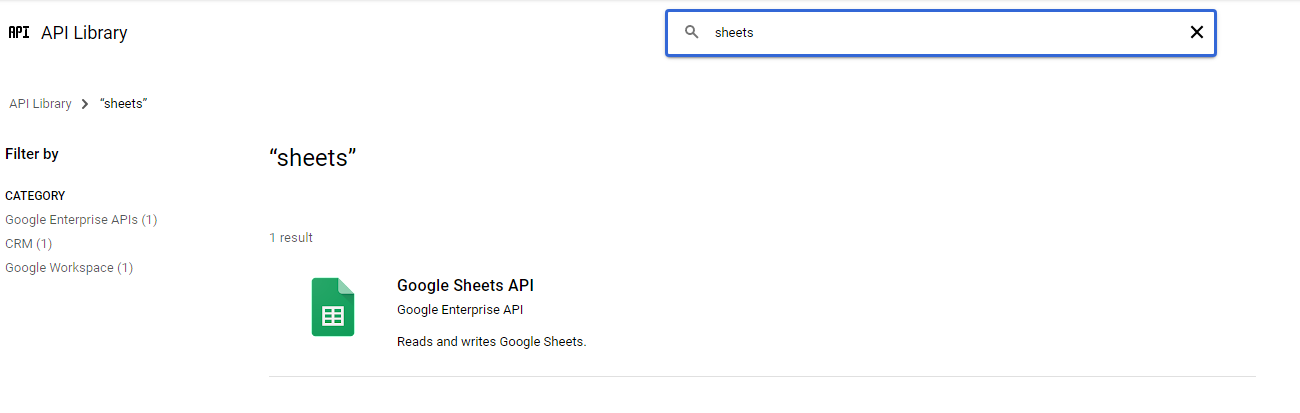 API API Library
sheets
API Library > “sheets”
Filter by
“sheets”
CATEGORY
Google Enterprise APIs (1)
CRM (1)
Google Workspace (1)
1 result
Google Sheets API
Google Enterprise API
Reads and writes Google Sheets.